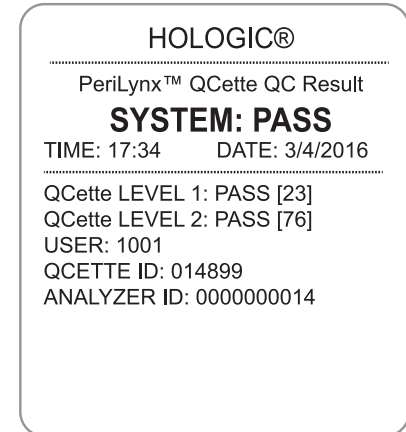 HOLOGIC®
PeriLynx™ QCette QC Result
SYSTEM: PASS
TIME: 17:34 DATE: 3/4/2016
QCette LEVEL 1: PASS [23]
QCette LEVEL 2: PASS [76]
USER: 1001
QCETTE ID: 014899
ANALYZER ID: 0000000014